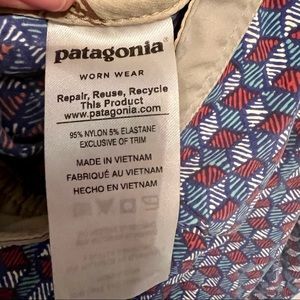 patagonia
WORN WEAR
Repair, Reuse, Recycle
This Product
www.patagonia.com
95% NYLON 5% ELASTANE
EXCLUSIVE OF TRIM
MADE IN VIETNAM
FABRIQUÉ AU VIETNAM
HECHO EN VIETNAM